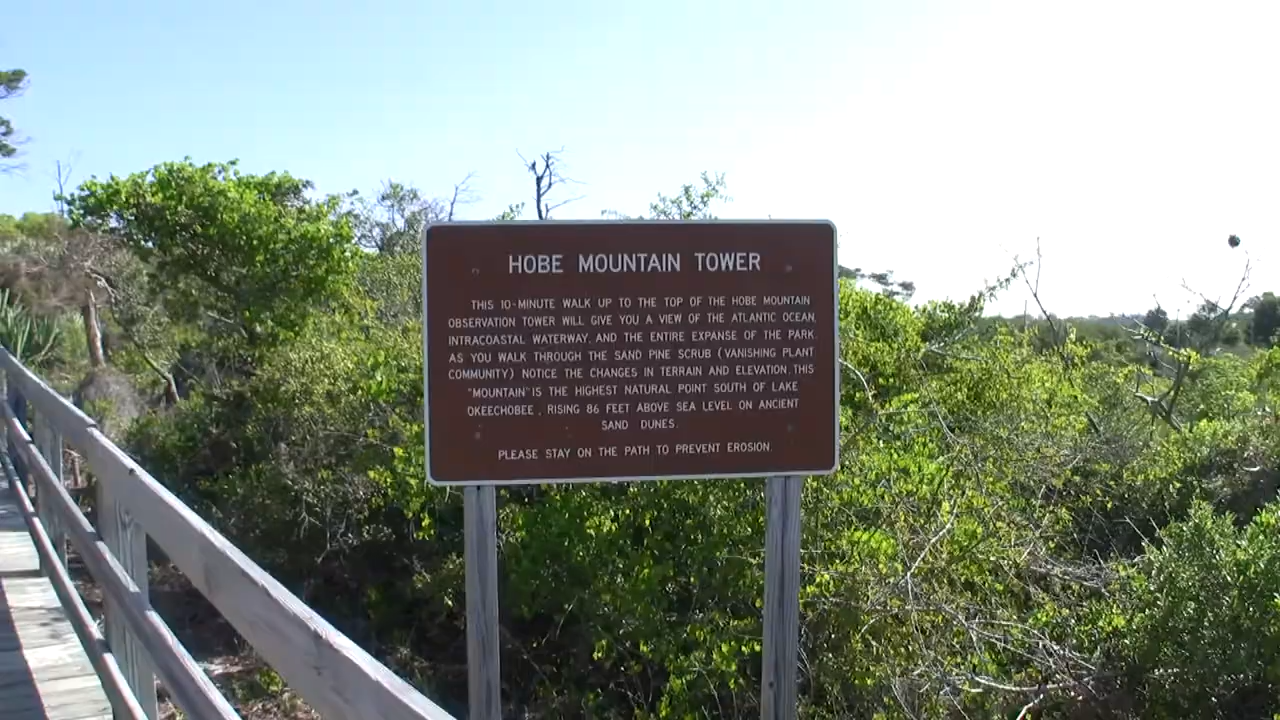 HOBE MOUNTAIN TOWER
THIS 10-MINUTE WALK UP TO THE TOP OF THE HOBE MOUNTAIN
OBSERVATION TOWER WILL GIVE YOU A VIEW OF THE ATLANTIC OCEAN,
INTRACOASTAL WATERWAY, AND THE ENTIRE EXPANSE OF THE PARK.
AS YOU WALK THROUGH THE SAND PINE SCRUB (VANISHING PLANT
COMMUNITY) NOTICE THE CHANGES IN TERRAIN AND ELEVATION. THIS
"MOUNTAIN" IS THE HIGHEST NATURAL POINT SOUTH OF LAKE
OKEECHOBEE, RISING 86 FEET ABOVE SEA LEVEL ON ANCIENT
SAND DUNES.
PLEASE STAY ON THE PATH TO PREVENT EROSION.